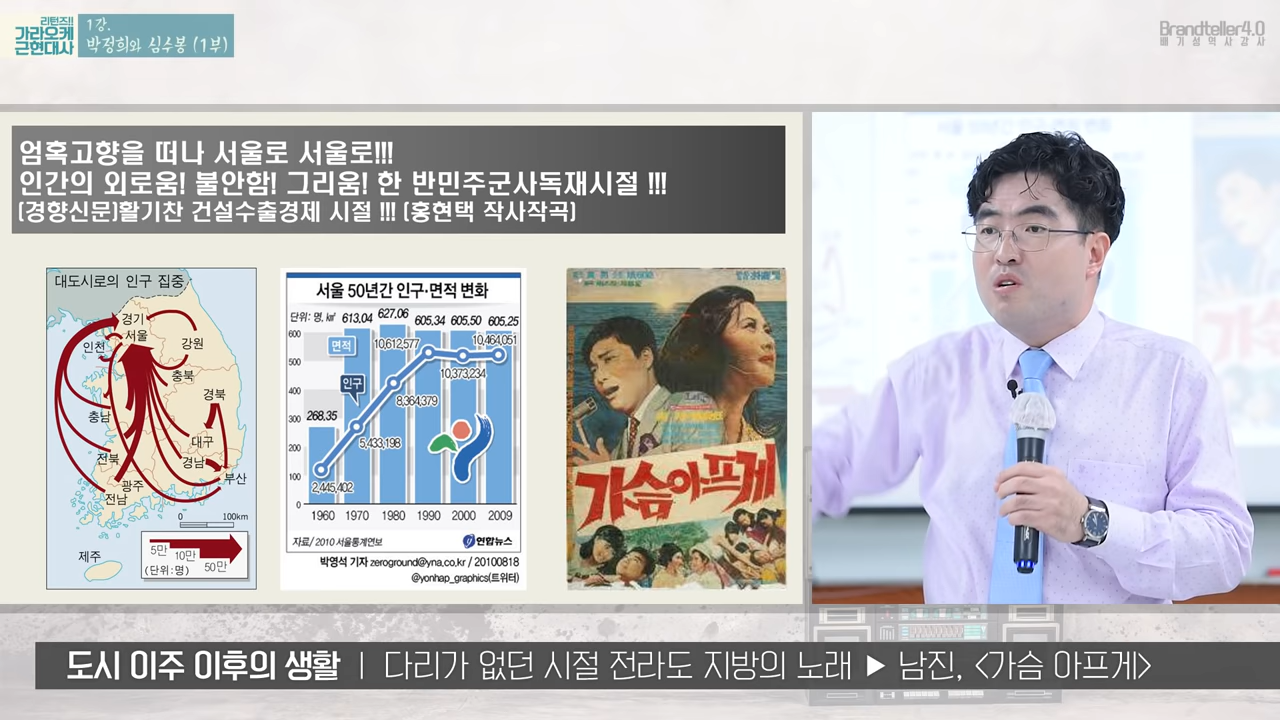 리턴즈!!
가라오케
근현대사
1강.
박정희와 심수봉 (1부)
Brandteller4.0
배기성역사강사
엄혹고향을 떠나 서울로 서울로!!!
인간의 외로움! 불안함! 그리움! 한 반민주군사독재시절 !!!
(경향신문)활기찬 건설수출경제 시절 !!! (홍현택 작사작곡)
대도시로의 인구 집중
경기
서울
인천
강원
충북
경북
충남
대구
전북
경남
부산
광주
전남
제주
0 100km
5만
10만
50만
(단위: 명)
서울 50년간 인구·면적 변화
단위: 명, ㎢
613.04 627.06 605.34 605.50 605.25
600
500
400
300
200
100
0
면적
인구
268.35
10,612,577
10,464,051
10,373,234
8,364,379
5,433,198
2,445,402
1960 1970 1980 1990 2000 2009
자료/ 2010 서울통계연보
연합뉴스
박영석 기자 zeroground@yna.co.kr / 20100818
@yonhap_graphics(트위터)
가슴아프게
도시 이주 이후의 생활 | 다리가 없던 시절 전라도 지방의 노래 ▶ 남진, <가슴 아프게>